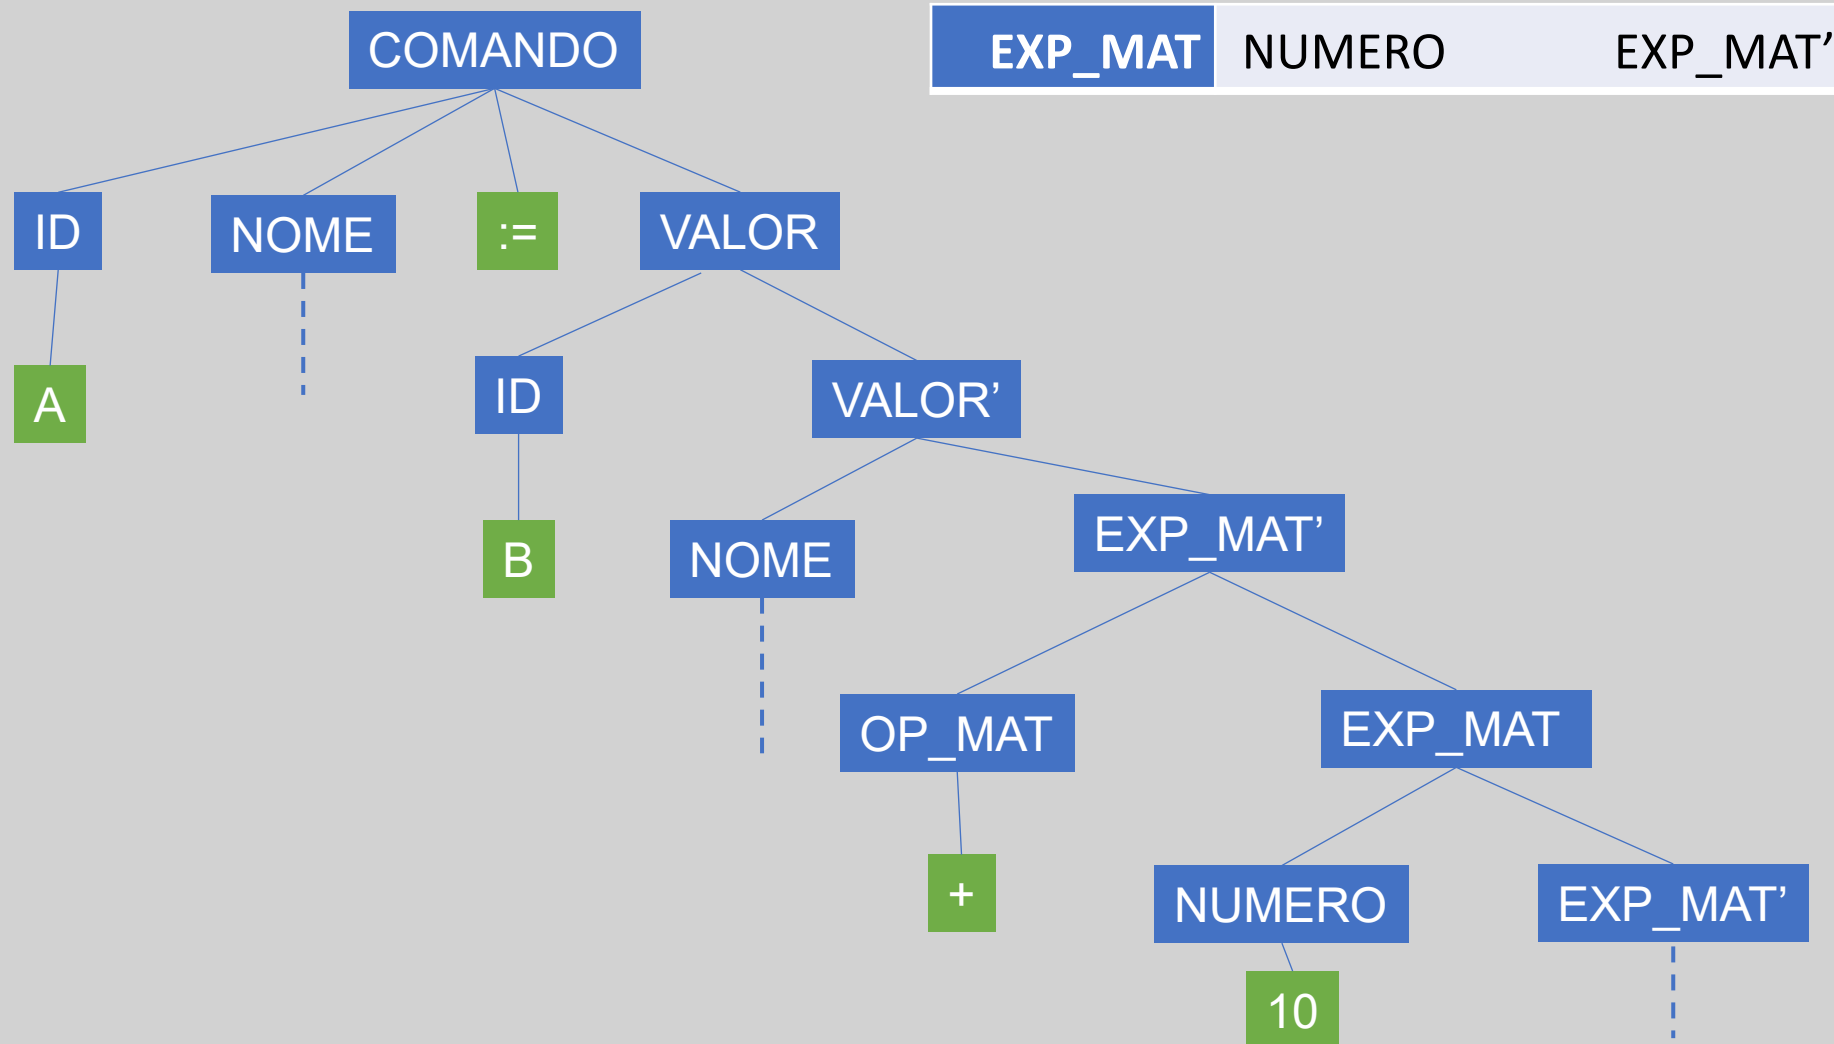 COMANDO
EXP_MAT NUMERO EXP_MAT’
ID NOME := VALOR
A ID VALOR’
B NOME EXP_MAT’
OP_MAT EXP_MAT
+ NUMERO EXP_MAT’
10